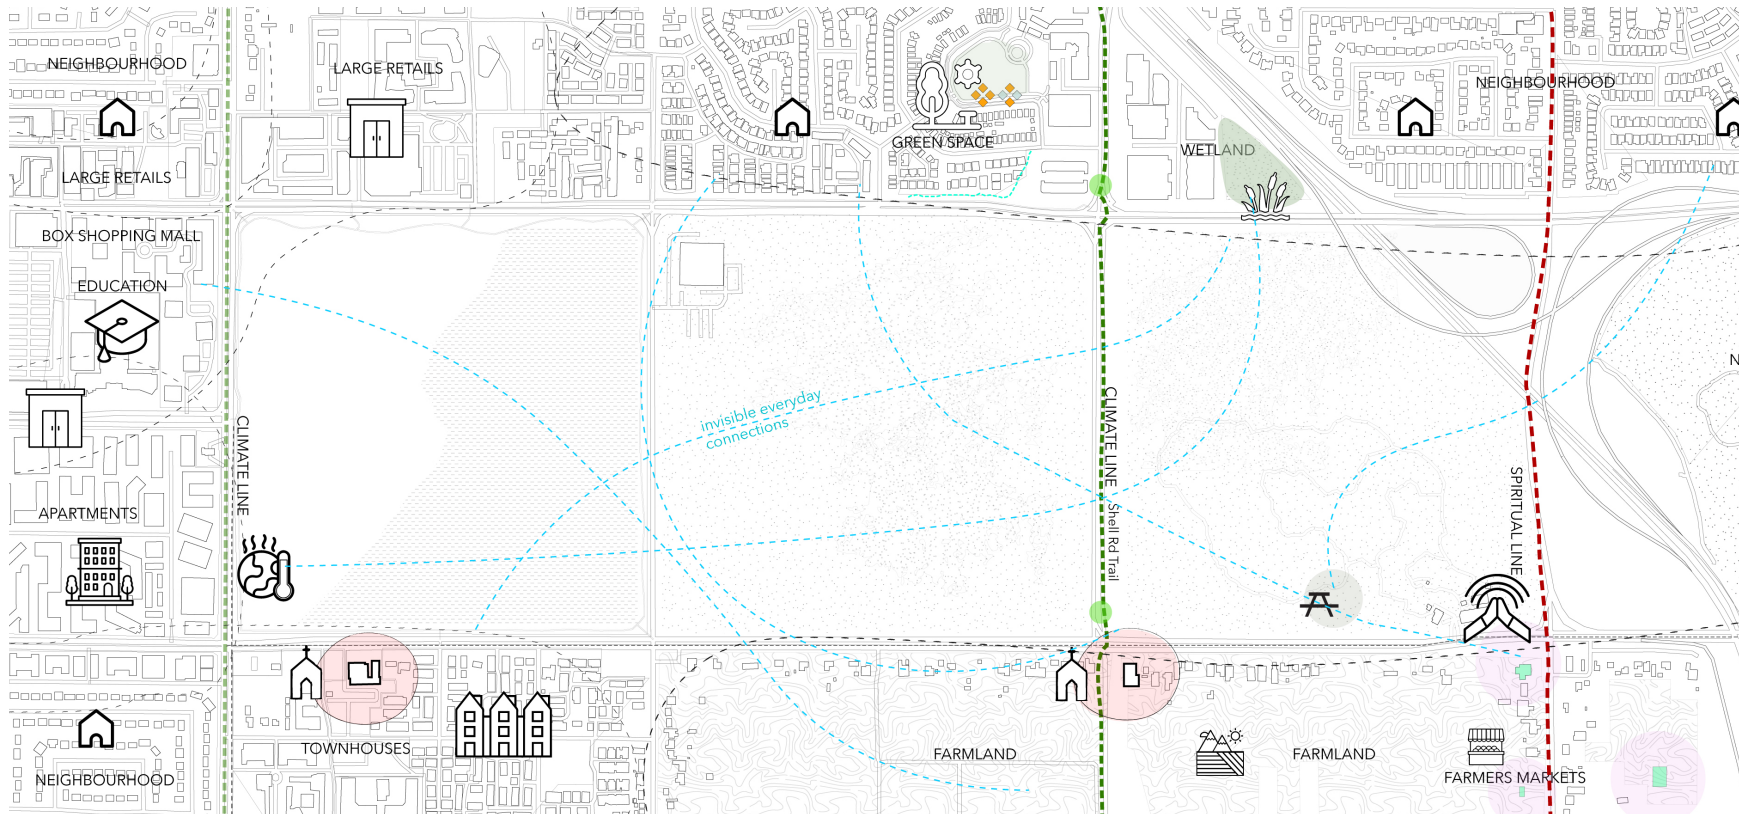 NEIGHBOURHOOD
LARGE RETAILS
NEIGHBOURHOOD
GREEN SPACE
WETLAND
LARGE RETAILS
BOX SHOPPING MALL
EDUCATION
N
invisible everyday
connections
CLIMATE LINE
CLIMATE LINE
Shell Rd Trail
SPIRITUAL LINE
APARTMENTS
TOWNHOUSES
FARMLAND
FARMLAND
FARMERS MARKETS
NEIGHBOURHOOD